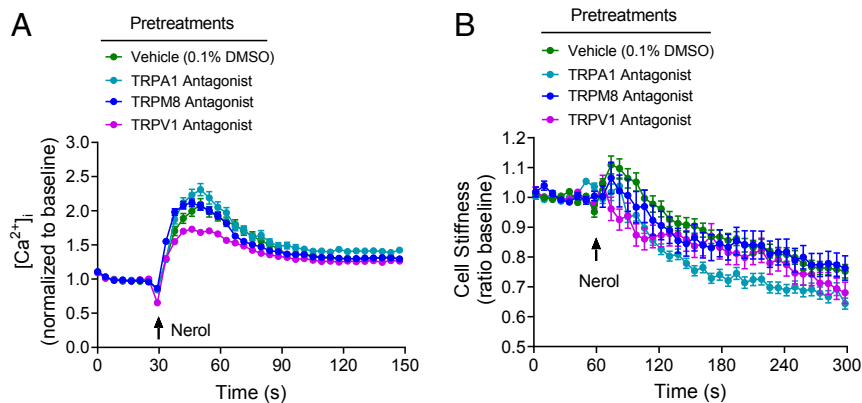 A
Pretreatments
Vehicle (0.1% DMSO)
TRPA1 Antagonist
TRPM8 Antagonist
TRPV1 Antagonist
[Ca2+]i
(normalized to baseline)
3.0
2.5
2.0
1.5
1.0
0.5
0.0
Nerol
0 30 60 90 120 150
Time (s)
B
Pretreatments
Vehicle (0.1% DMSO)
TRPA1 Antagonist
TRPM8 Antagonist
TRPV1 Antagonist
Cell Stiffness
(ratio baseline)
1.2
1.1
1.0
0.9
0.8
0.7
0.6
0.5
Nerol
0 60 120 180 240 300
Time (s)